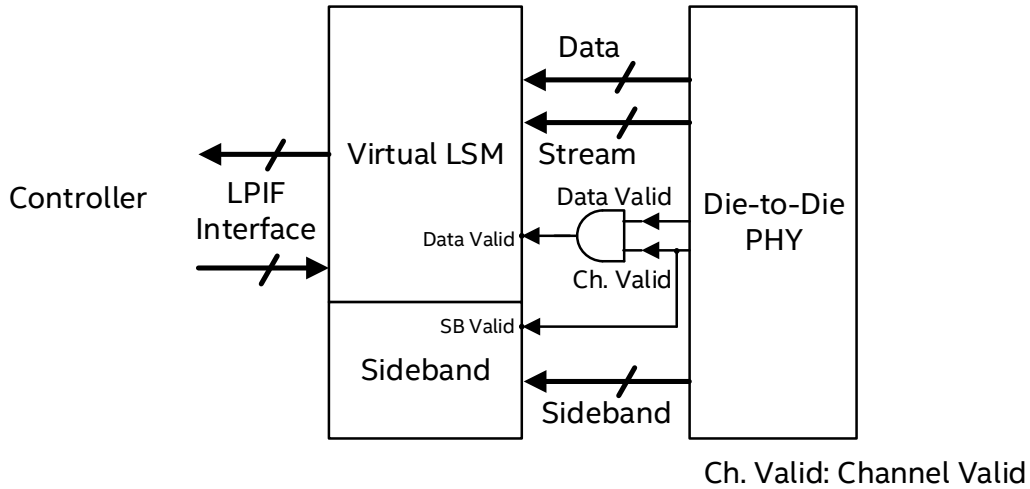 Data
Virtual LSM
Stream
Controller
LPIF
Interface
Data Valid
Data Valid
Die-to-Die
PHY
Ch. Valid
SB Valid
Sideband
Sideband
Ch. Valid: Channel Valid